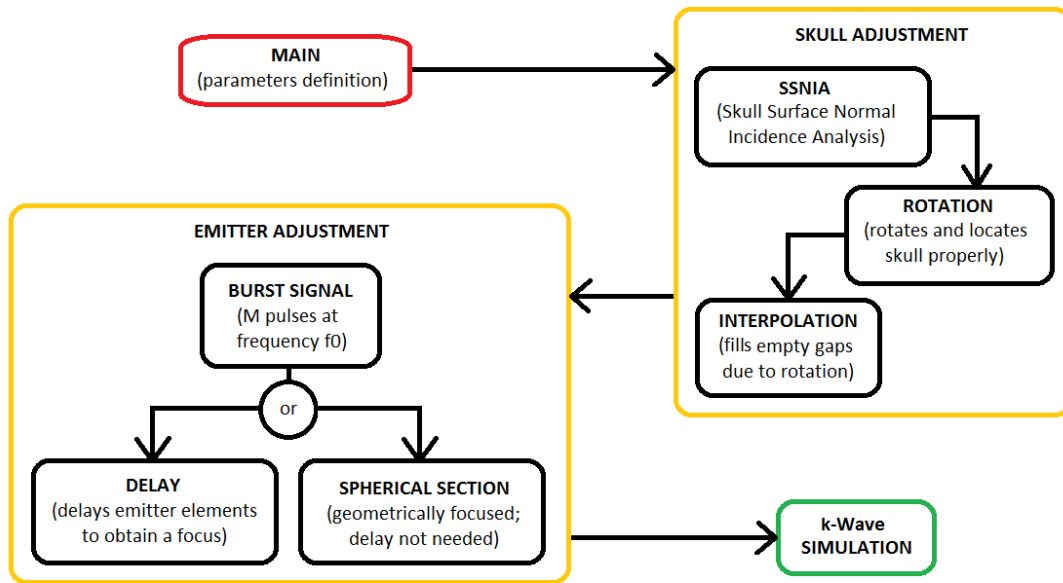 MAIN
(parameters definition)
SKULL ADJUSTMENT
SSNIA
(Skull Surface Normal
Incidence Analysis)
ROTATION
(rotates and locates
skull properly)
INTERPOLATION
(fills empty gaps
due to rotation)
EMITTER ADJUSTMENT
BURST SIGNAL
(M pulses at
frequency f0)
or
DELAY
(delays emitter elements
to obtain a focus)
SPHERICAL SECTION
(geometrically focused;
delay not needed)
k-Wave
SIMULATION